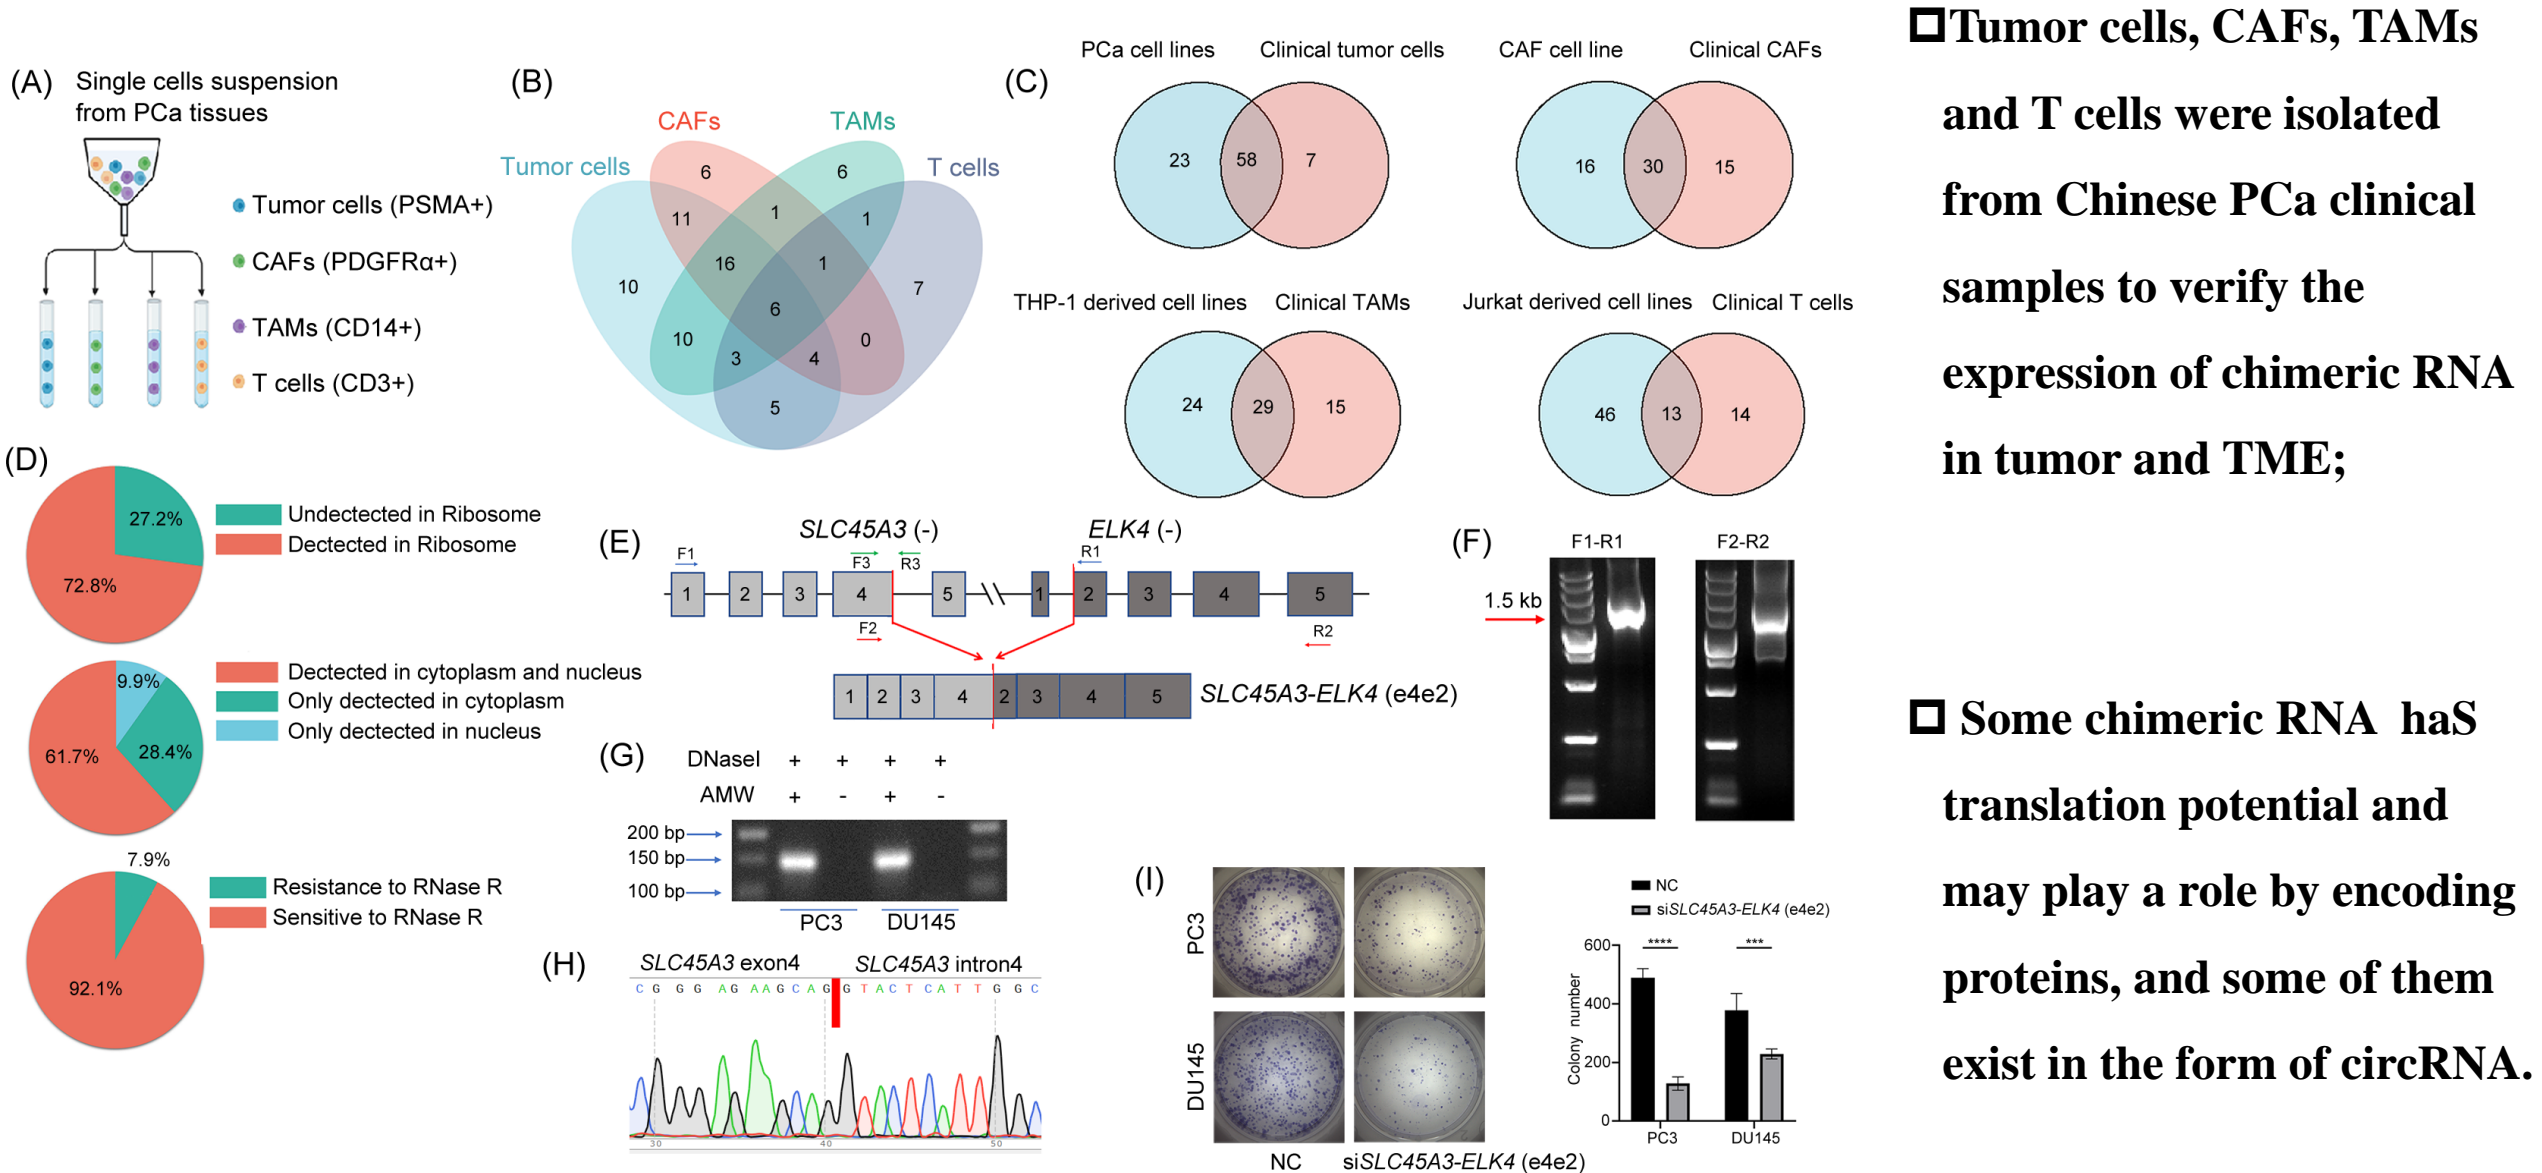 (A)
Single cells suspension
from PCa tissues
Tumor cells (PSMA+)
CAFs (PDGFRα+)
TAMs (CD14+)
T cells (CD3+)
(B)
CAFs
TAMs
Tumor cells
T cells
6
6
11
1
1
16
1
10
7
6
10
3
4
0
5
(C)
PCa cell lines
Clinical tumor cells
23
58
7
CAF cell line
Clinical CAFs
16
30
15
THP-1 derived cell lines
Clinical TAMs
24
29
15
Jurkat derived cell lines
Clinical T cells
46
13
14
(D)
27.2%
72.8%
Undectected in Ribosome
Dectected in Ribosome
9.9%
61.7%
28.4%
Dectected in cytoplasm and nucleus
Only dectected in cytoplasm
Only dectected in nucleus
7.9%
92.1%
Resistance to RNase R
Sensitive to RNase R
(E)
SLC45A3 (-)
ELK4 (-)
F1
F3
R3
R1
1 2 3 4 5 1 2 3 4 5
F2
R2
1 2 3 4 2 3 4 5
SLC45A3-ELK4 (e4e2)
(F)
F1-R1
F2-R2
1.5 kb
(G)
DNaseI + + + +
AMW + - + -
200 bp
150 bp
100 bp
PC3
DU145
(H)
SLC45A3 exon4
SLC45A3 intron4
C G G G A G A A G C A G G T A C T C A T T G G C
30 40 50
(I)
PC3
DU145
NC
siSLC45A3-ELK4 (e4e2)
NC
siSLC45A3-ELK4 (e4e2)
**** ***
Colony number
600
400
200
0
PC3
DU145
Tumor cells, CAFs, TAMs
and T cells were isolated
from Chinese PCa clinical
samples to verify the
expression of chimeric RNA
in tumor and TME;
Some chimeric RNA haS
translation potential and
may play a role by encoding
proteins, and some of them
exist in the form of circRNA.